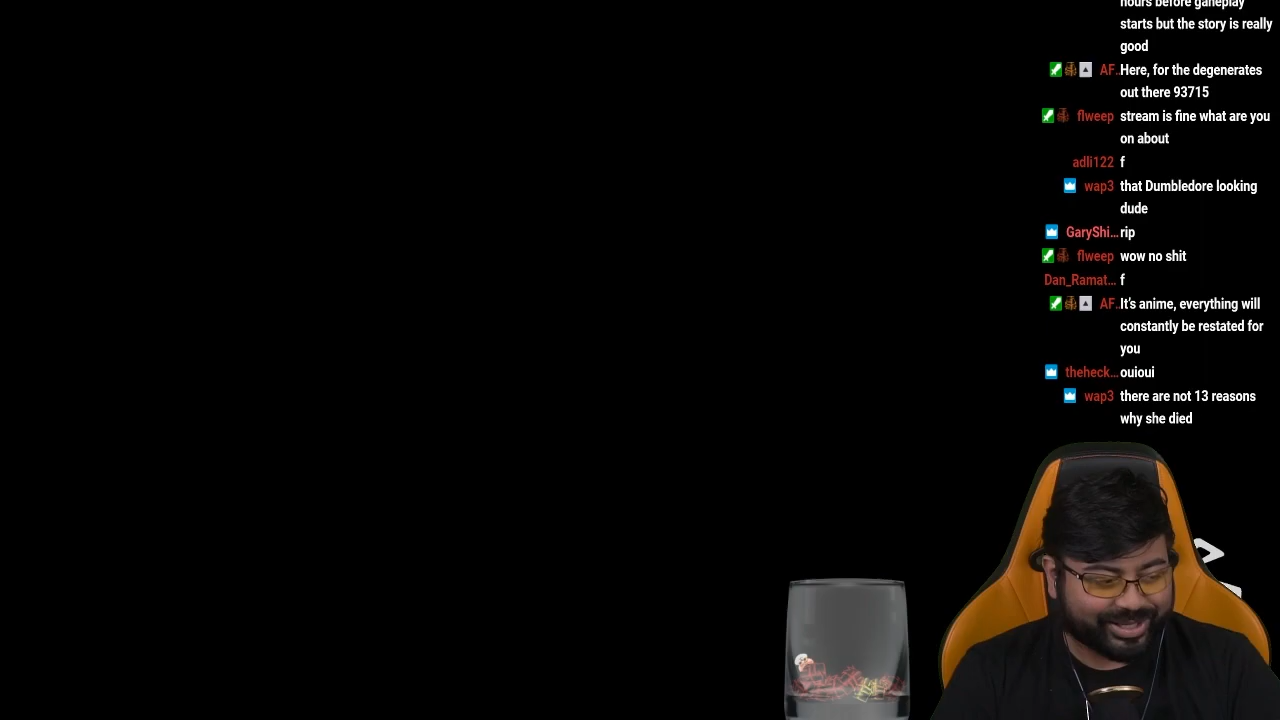 hours before gameplay
starts but the story is really
good
AF.. Here, for the degenerates
out there 93715
flweep stream is fine what are you
on about
adli122 f
wap3 that Dumbledore looking
dude
GaryShi... rip
flweep wow no shit
Dan_Ramat... f
AF.. It's anime, everything will
constantly be restated for
you
theheck... ouioui
wap3 there are not 13 reasons
why she died